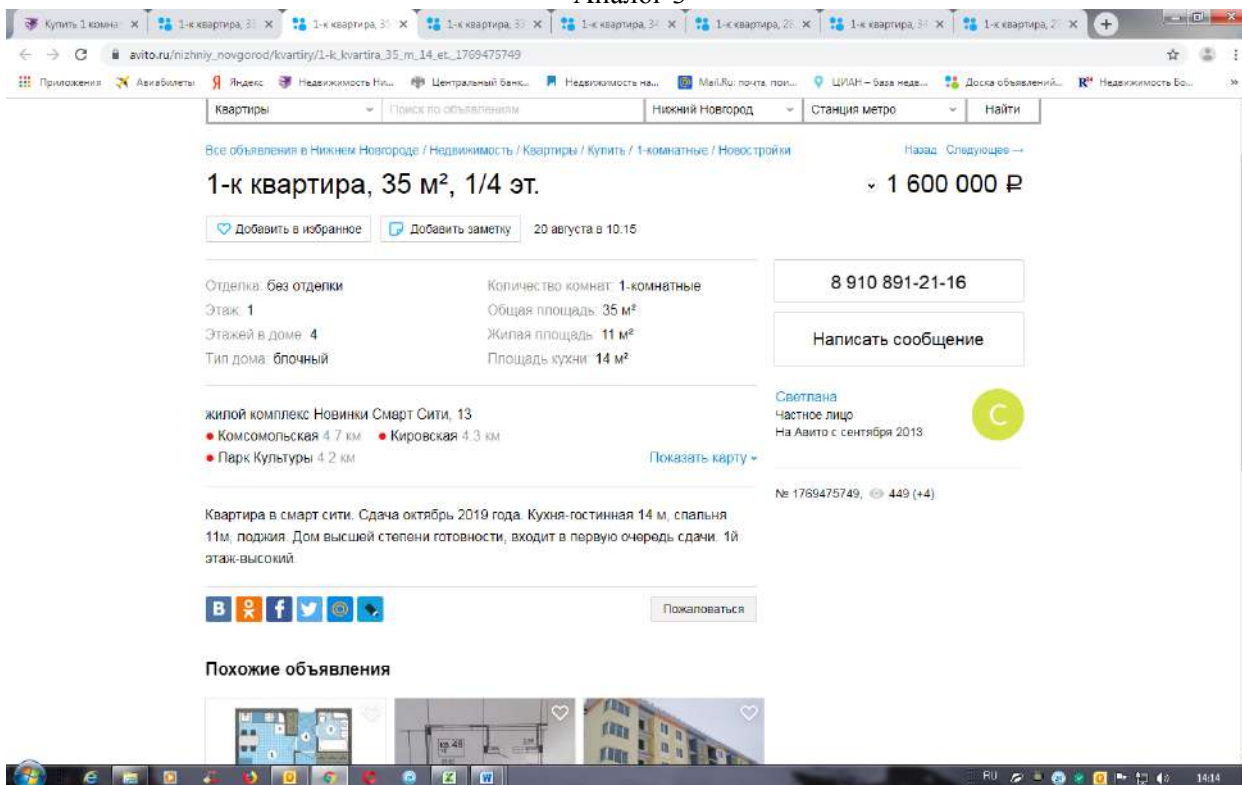 Купить 1 комна
1-к квартира, 3
1-к квартира, 3
1-к квартира, 33
1-к квартира, 34
1-к квартира, 28
1-к квартира, 3
1-к квартира, 2
avito.ru/nizhniy_novgorod/kvartiry/1-k_kvartira_35_m_14_et._1769475749
Приложения Авиабилеты Яндекс Недвижимость Ни... Центральный банк... Недвижимость на... Mail.Ru: почта, пои... ЦИАН – база недв... Доска объявлений... Недвижимость Бо...
Квартиры Поиск по объявлениям Нижний Новгород Станция метро Найти
Все объявления в Нижнем Новгороде / Недвижимость / Квартиры / Купить / 1-комнатные / Новостройки Назад Следующее →
1-к квартира, 35 м², 1/4 эт. 1 600 000 ₽
Добавить в избранное Добавить заметку 20 августа в 10:15
Отделка: без отделки
Этаж: 1
Этажей в доме: 4
Тип дома: блочный
Количество комнат: 1-комнатные
Общая площадь: 35 м²
Жилая площадь: 11 м²
Площадь кухни: 14 м²
8 910 891-21-16
Написать сообщение
Светлана
Частное лицо
На Авито с сентября 2013
С
№ 1769475749, 449 (+4)
жилой комплекс Новинки Смарт Сити, 13
Комсомольская 4.7 км Кировская 4.3 км
Парк Культуры 4.2 км Показать карту
Квартира в смарт сити. Сдача октябрь 2019 года. Кухня-гостинная 14 м, спальня
11м, лоджия. Дом высшей степени готовности, входит в первую очередь сдачи. 1й
этаж-высокий.
Пожаловаться
Похожие объявления
кв.48
RU 14:14